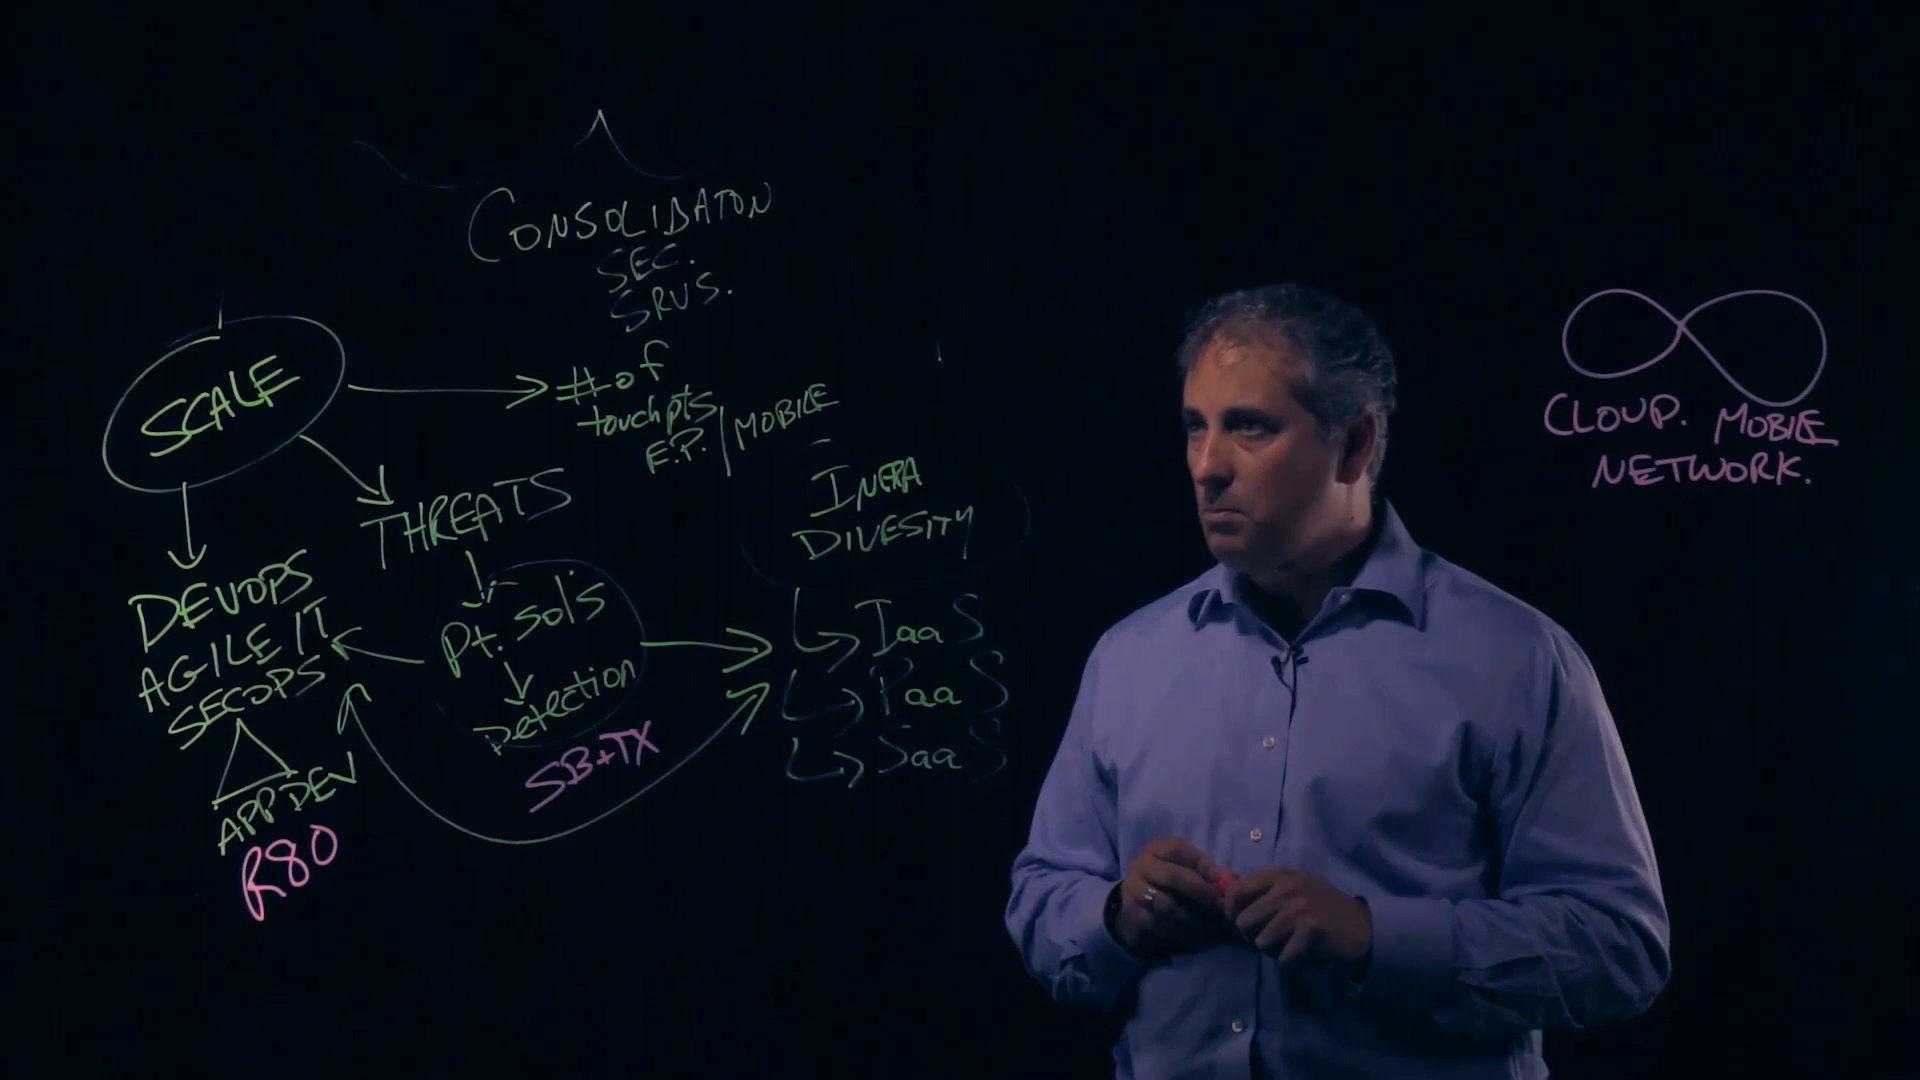 CONSOLIDATON
SEC.
SRVS.
SCALE
# of
touch pts
E.P. / MOBILE
THREATS
INFRA
DIVESITY
DEVOPS
AGILE IT
SECOPS
APP DEV
R80
Pt. sol's
Detection
SB+TX
IaaS
PaaS
SaaS
CLOUD. MOBILE
NETWORK.